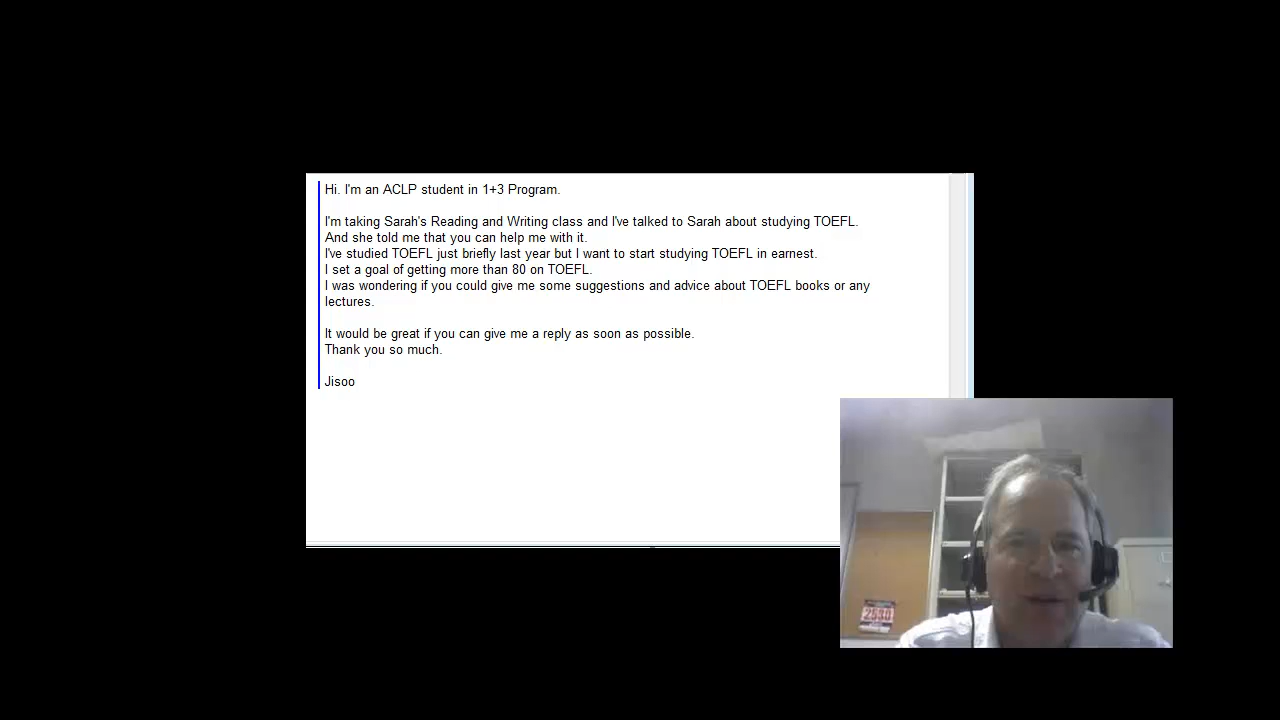 Hi. I'm an ACLP student in 1+3 Program.
I'm taking Sarah's Reading and Writing class and I've talked to Sarah about studying TOEFL.
And she told me that you can help me with it.
I've studied TOEFL just briefly last year but I want to start studying TOEFL in earnest.
I set a goal of getting more than 80 on TOEFL.
I was wondering if you could give me some suggestions and advice about TOEFL books or any
lectures.
It would be great if you can give me a reply as soon as possible.
Thank you so much.
Jisoo
2530